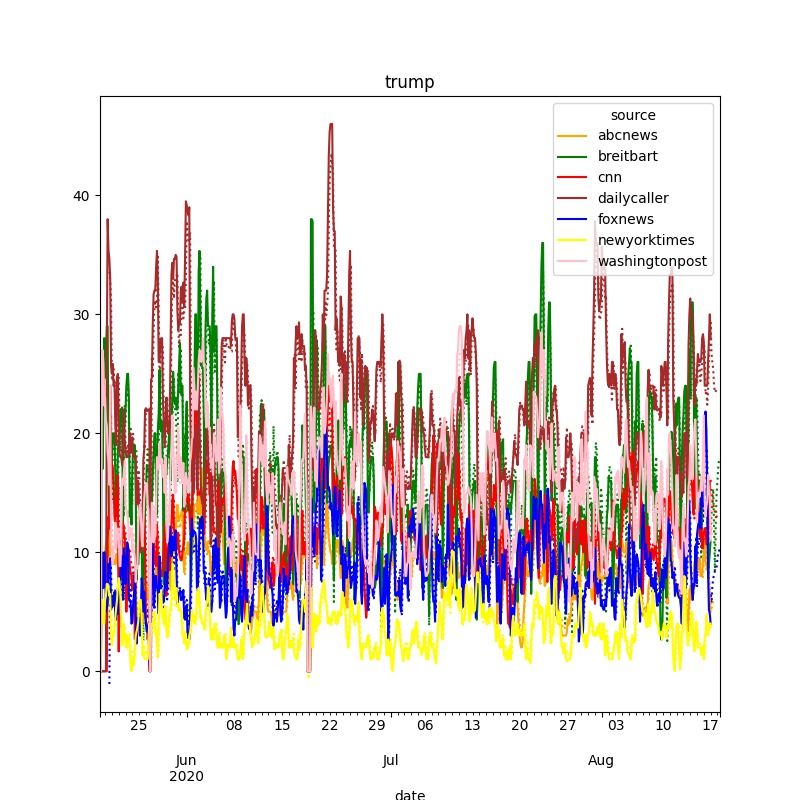 trump
source
abcnews
breitbart
cnn
dailycaller
foxnews
newyorktimes
washingtonpost
40
30
20
10
0
25 08 15 22 29 06 13 20 27 03 10 17
Jun Jul Aug
2020
date